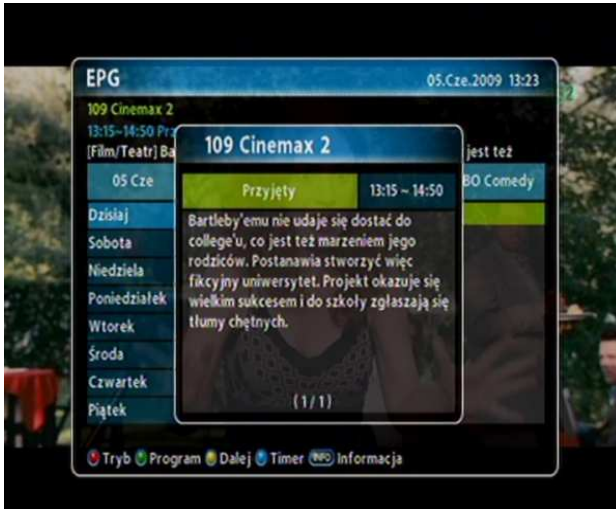 EPG
05.Cze.2009 13:23
109 Cinemax 2
13:15~14:50
[Film/Teatr] jest też
109 Cinemax 2
05 Cze
Przyjęty 13:15 ~ 14:50
BO Comedy
Bartleby'emu nie udaje się dostać do
college'u, co jest też marzeniem jego
rodziców. Postanawia stworzyć więc
fikcyjny uniwersytet. Projekt okazuje się
wielkim sukcesem i do szkoły zgłaszają się
tłumy chętnych.
(1/1)
Dzisiaj
Sobota
Niedziela
Poniedziałek
Wtorek
Środa
Czwartek
Piątek
Tryb Program Dalej Timer INFO Informacja